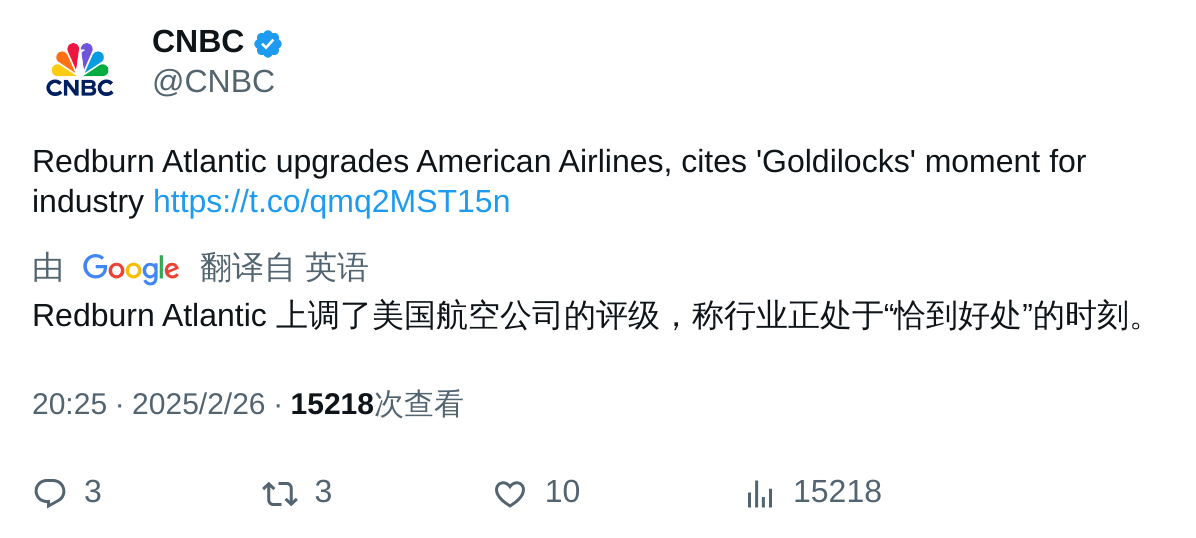 CNBC
CNBC
@CNBC
Redburn Atlantic upgrades American Airlines, cites 'Goldilocks' moment for
industry https://t.co/qmq2MST15n
由 Google 翻译自 英语
Redburn Atlantic 上调了美国航空公司的评级，称行业正处于“恰到好处”的时刻。
20:25 · 2025/2/26 · 15218次查看
3 3 10 15218